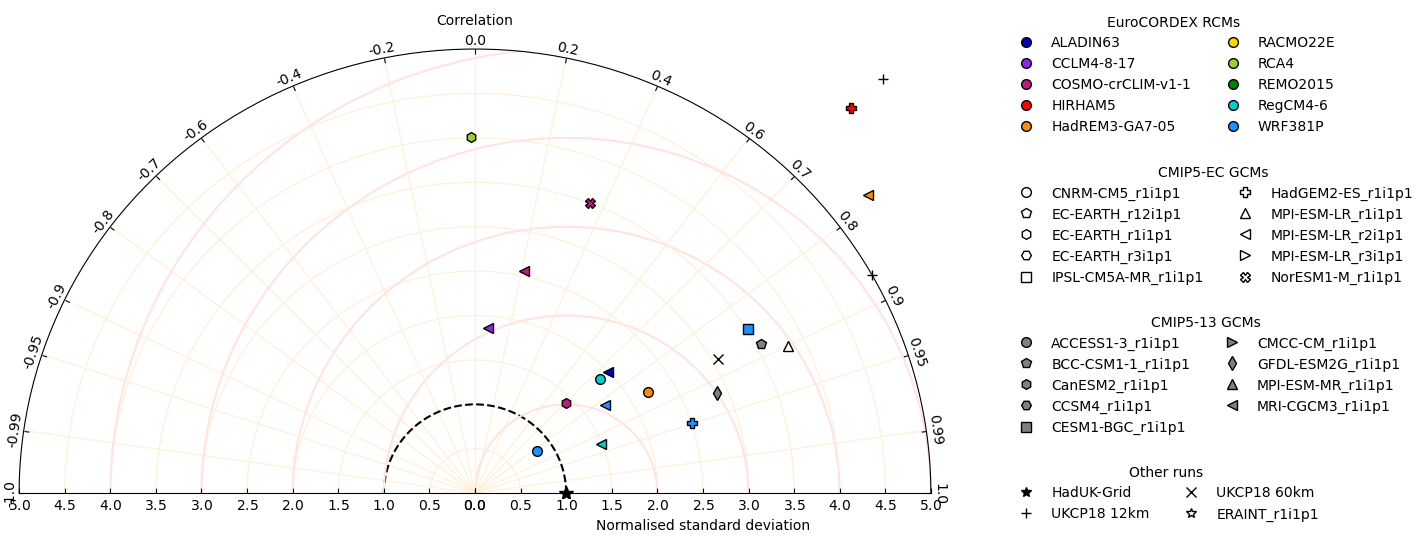 Correlation
0.0
-0.2
0.2
-0.4
0.4
-0.6
0.6
-0.7
0.7
-0.8
0.8
-0.9
0.9
-0.95
0.95
-0.99
0.99
-1.0
1.0
5.0 4.5 4.0 3.5 3.0 2.5 2.0 1.5 1.0 0.5 0.0 0.5 1.0 1.5 2.0 2.5 3.0 3.5 4.0 4.5 5.0
Normalised standard deviation
EuroCORDEX RCMs
ALADIN63 RACMO22E
CCLM4-8-17 RCA4
COSMO-crCLIM-v1-1 REMO2015
HIRHAM5 RegCM4-6
HadREM3-GA7-05 WRF381P
CMIP5-EC GCMs
CNRM-CM5_r1i1p1 HadGEM2-ES_r1i1p1
EC-EARTH_r12i1p1 MPI-ESM-LR_r1i1p1
EC-EARTH_r1i1p1 MPI-ESM-LR_r2i1p1
EC-EARTH_r3i1p1 MPI-ESM-LR_r3i1p1
IPSL-CM5A-MR_r1i1p1 NorESM1-M_r1i1p1
CMIP5-13 GCMs
ACCESS1-3_r1i1p1 CMCC-CM_r1i1p1
BCC-CSM1-1_r1i1p1 GFDL-ESM2G_r1i1p1
CanESM2_r1i1p1 MPI-ESM-MR_r1i1p1
CCSM4_r1i1p1 MRI-CGCM3_r1i1p1
CESM1-BGC_r1i1p1
Other runs
HadUK-Grid UKCP18 60km
UKCP18 12km ERAINT_r1i1p1